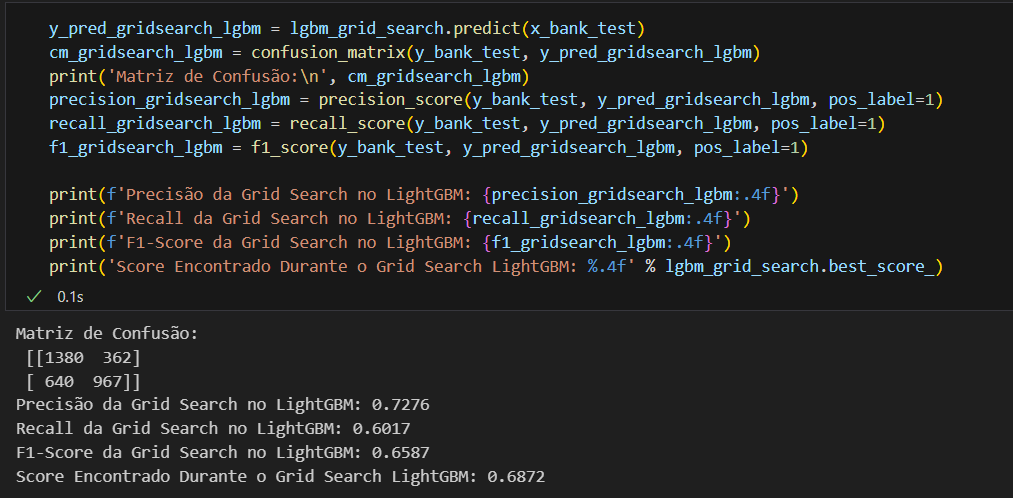 y_pred_gridsearch_lgbm = lgbm_grid_search.predict(x_bank_test)
cm_gridsearch_lgbm = confusion_matrix(y_bank_test, y_pred_gridsearch_lgbm)
print('Matriz de Confusão:\n', cm_gridsearch_lgbm)
precision_gridsearch_lgbm = precision_score(y_bank_test, y_pred_gridsearch_lgbm, pos_label=1)
recall_gridsearch_lgbm = recall_score(y_bank_test, y_pred_gridsearch_lgbm, pos_label=1)
f1_gridsearch_lgbm = f1_score(y_bank_test, y_pred_gridsearch_lgbm, pos_label=1)
print(f'Precisão da Grid Search no LightGBM: {precision_gridsearch_lgbm:.4f}')
print(f'Recall da Grid Search no LightGBM: {recall_gridsearch_lgbm:.4f}')
print(f'F1-Score da Grid Search no LightGBM: {f1_gridsearch_lgbm:.4f}')
print('Score Encontrado Durante o Grid Search LightGBM: %.4f' % lgbm_grid_search.best_score_)
✓ 0.1s
Matriz de Confusão:
[[1380 362]
[ 640 967]]
Precisão da Grid Search no LightGBM: 0.7276
Recall da Grid Search no LightGBM: 0.6017
F1-Score da Grid Search no LightGBM: 0.6587
Score Encontrado Durante o Grid Search LightGBM: 0.6872